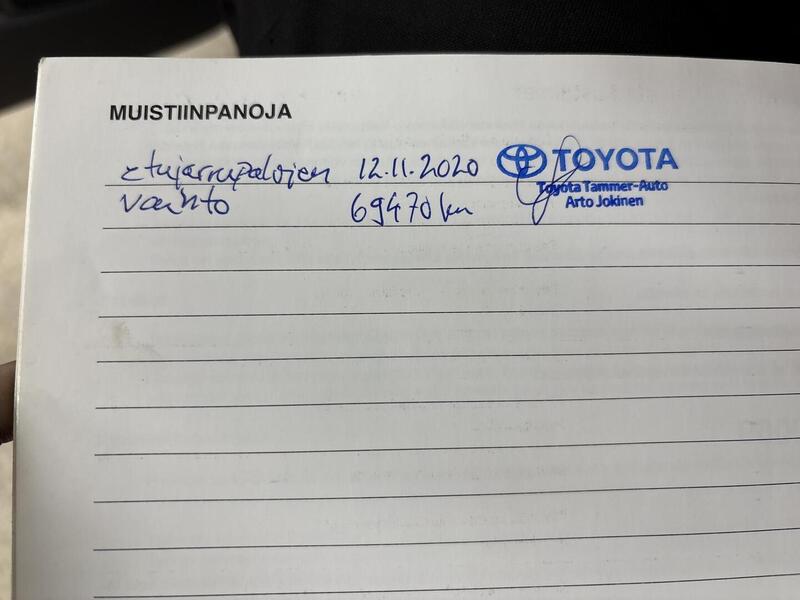 MUISTIINPANOJA
etujarrupalojen 12.11.2020 TOYOTA
vaihto 69470 km Toyota Tammer-Auto
Arto Jokinen